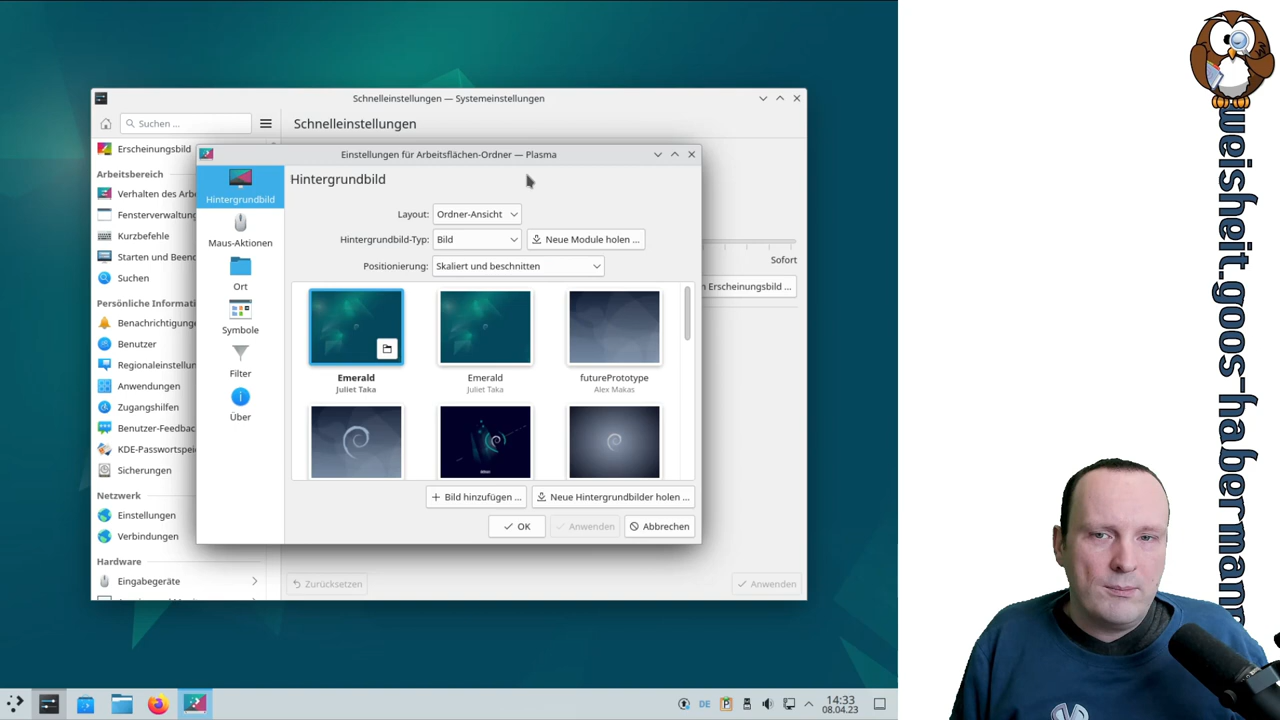 Schnelleinstellungen — Systemeinstellungen
Suchen ...
Schnelleinstellungen
Erscheinungsbild
Arbeitsbereich
Verhalten des Arbe
Fensterverwaltung
Kurzbefehle
Starten und Beend
Suchen
Persönliche Informati
Benachrichtigung
Benutzer
Regionaleinstellun
Anwendungen
Zugangshilfen
Benutzer-Feedbac
KDE-Passwortspei
Sicherungen
Netzwerk
Einstellungen
Verbindungen
Hardware
Eingabegeräte
Sofort
n Erscheinungsbild ...
Zurücksetzen
Anwenden
Einstellungen für Arbeitsflächen-Ordner — Plasma
Hintergrundbild
Maus-Aktionen
Ort
Symbole
Filter
Über
Hintergrundbild
Layout: Ordner-Ansicht
Hintergrundbild-Typ: Bild Neue Module holen ...
Positionierung: Skaliert und beschnitten
Emerald
Juliet Taka
Emerald
Juliet Taka
futurePrototype
Alex Makas
Bild hinzufügen ... Neue Hintergrundbilder holen ...
OK Anwenden Abbrechen
DE
14:33
08.04.23
weisheit.goos-habermann